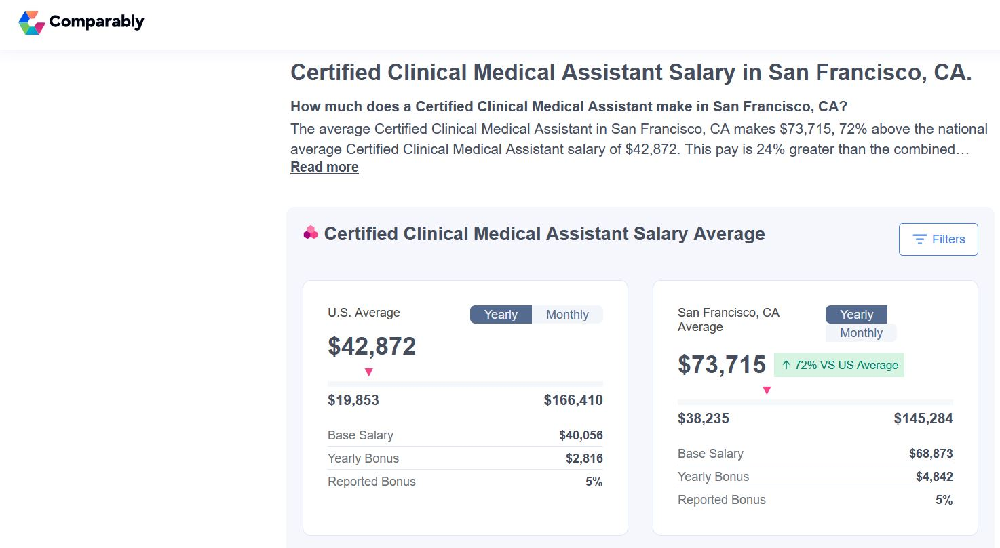 Comparably
Certified Clinical Medical Assistant Salary in San Francisco, CA.
How much does a Certified Clinical Medical Assistant make in San Francisco, CA?
The average Certified Clinical Medical Assistant in San Francisco, CA makes $73,715, 72% above the national
average Certified Clinical Medical Assistant salary of $42,872. This pay is 24% greater than the combined…
Read more
Certified Clinical Medical Assistant Salary Average
Filters
U.S. Average
Yearly Monthly
$42,872
$19,853 $166,410
Base Salary $40,056
Yearly Bonus $2,816
Reported Bonus 5%
San Francisco, CA
Average
Yearly
Monthly
$73,715 ↑ 72% VS US Average
$38,235 $145,284
Base Salary $68,873
Yearly Bonus $4,842
Reported Bonus 5%